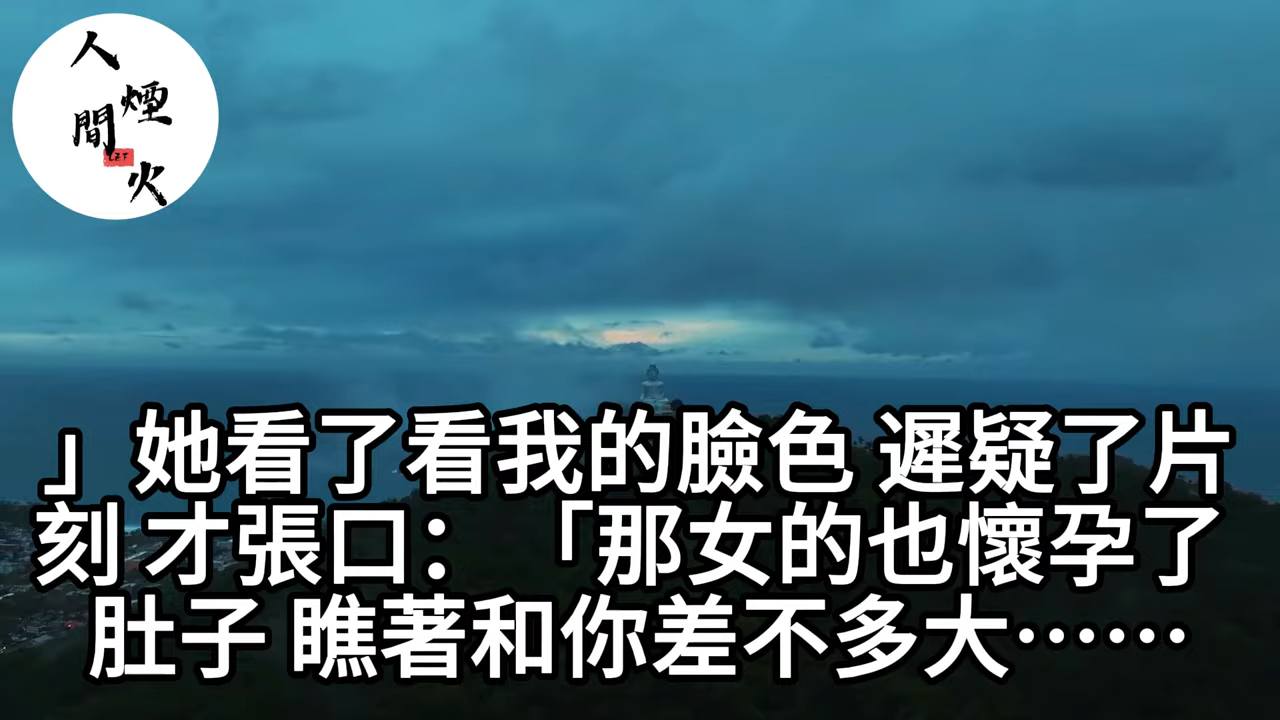 人間煙火
LZT
」她看了看我的臉色 遲疑了片
刻 才張口：「那女的也懷孕了
肚子 瞧著和你差不多大……